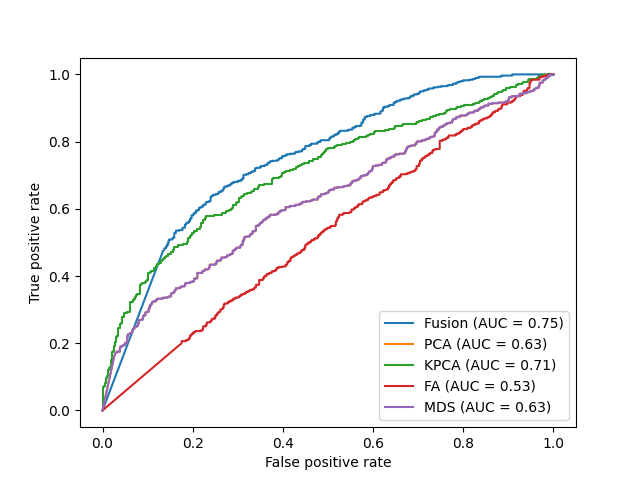 1.0
0.8
0.6
0.4
0.2
0.0
True positive rate
0.0 0.2 0.4 0.6 0.8 1.0
False positive rate
Fusion (AUC = 0.75)
PCA (AUC = 0.63)
KPCA (AUC = 0.71)
FA (AUC = 0.53)
MDS (AUC = 0.63)